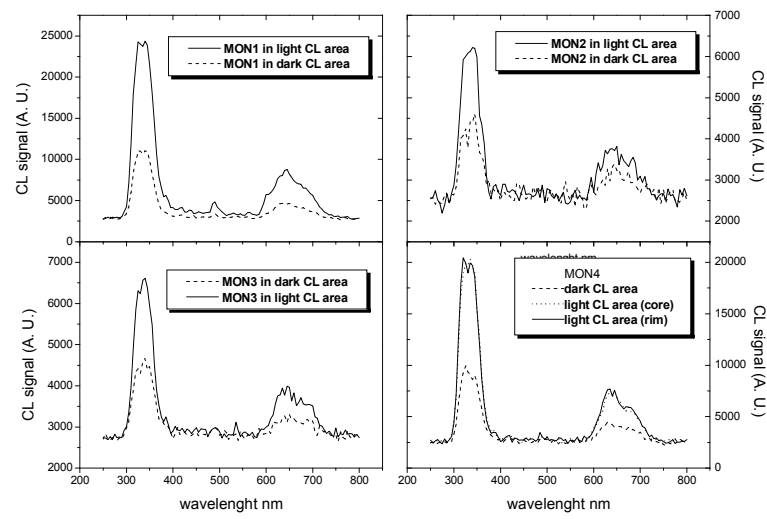 MON1 in light CL area
MON1 in dark CL area
25000
20000
15000
10000
5000
0
CL signal (A. U.)
MON2 in light CL area
MON2 in dark CL area
7000
6000
5000
4000
3000
2000
CL signal (A. U.)
MON3 in dark CL area
MON3 in light CL area
7000
6000
5000
4000
3000
2000
CL signal (A. U.)
200 300 400 500 600 700 800
wavelenght nm
wavelenght nm
MON4
dark CL area
light CL area (core)
light CL area (rim)
20000
15000
10000
5000
0
CL signal (A. U.)
200 300 400 500 600 700 800
wavelenght nm